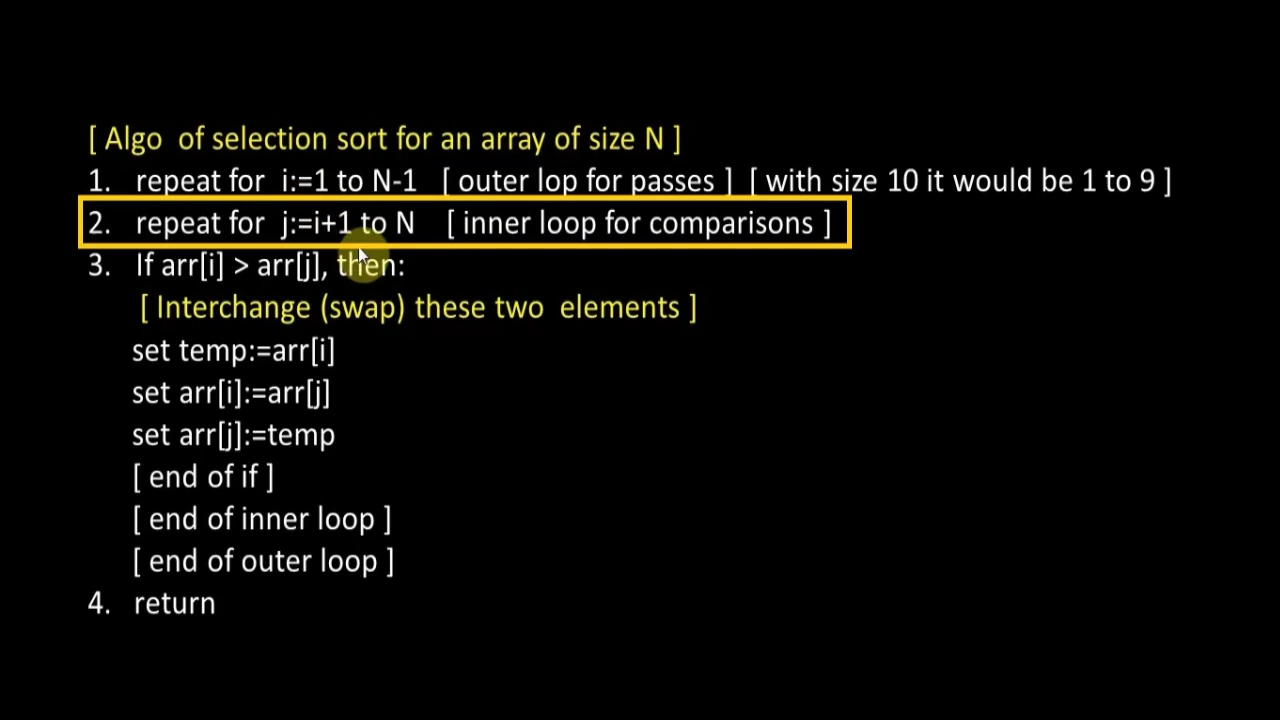 [ Algo of selection sort for an array of size N ]
1. repeat for i:=1 to N-1 [ outer lop for passes ] [ with size 10 it would be 1 to 9 ]
2. repeat for j:=i+1 to N [ inner loop for comparisons ]
3. If arr[i] > arr[j], then:
[ Interchange (swap) these two elements ]
set temp:=arr[i]
set arr[i]:=arr[j]
set arr[j]:=temp
[ end of if ]
[ end of inner loop ]
[ end of outer loop ]
4. return